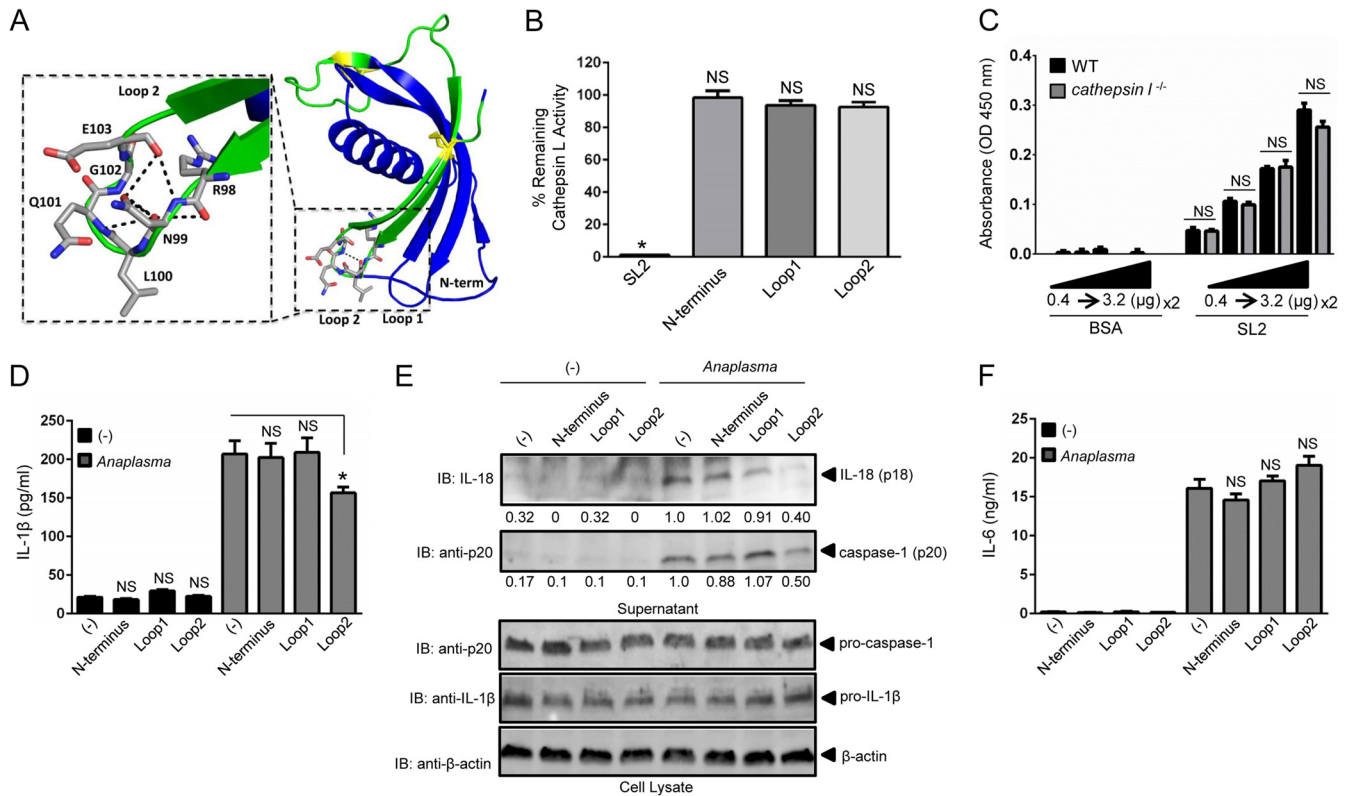 A
Loop 2
E103
G102
R98
Q101
N99
L100
N-term
Loop 2
Loop 1
B
% Remaining
Cathepsin L Activity
120
100
80
60
40
20
0
*
NS
NS
NS
SL2
N-terminus
Loop1
Loop2
C
Absorbance (OD 450 nm)
0.4
0.3
0.2
0.1
0.0
WT
cathepsin l -/-
NS
NS
NS
NS
0.4 → 3.2 (µg) x2
0.4 → 3.2 (µg) x2
BSA
SL2
D
IL-1β (pg/ml)
250
200
150
100
50
0
(-)
Anaplasma
NS
NS
NS
NS
NS
*
(-)
N-terminus
Loop1
Loop2
(-)
N-terminus
Loop1
Loop2
E
(-)
Anaplasma
(-)
N-terminus
Loop1
Loop2
(-)
N-terminus
Loop1
Loop2
IB: IL-18
IL-18 (p18)
0.32 0 0.32 0 1.0 1.02 0.91 0.40
IB: anti-p20
caspase-1 (p20)
0.17 0.1 0.1 0.1 1.0 0.88 1.07 0.50
Supernatant
IB: anti-p20
pro-caspase-1
IB: anti-IL-1β
pro-IL-1β
IB: anti-β-actin
β-actin
Cell Lysate
F
IL-6 (ng/ml)
25
20
15
10
5
0
(-)
Anaplasma
NS
NS
NS
(-)
N-terminus
Loop1
Loop2
(-)
N-terminus
Loop1
Loop2